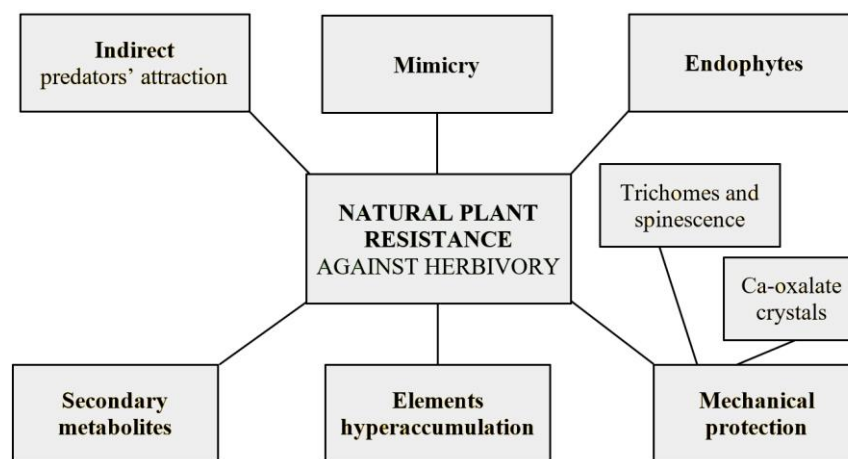 Indirect
predators’ attraction
Mimicry
Endophytes
Trichomes and
spinescence
NATURAL PLANT
RESISTANCE
AGAINST HERBIVORY
Ca-oxalate
crystals
Secondary
metabolites
Elements
hyperaccumulation
Mechanical
protection